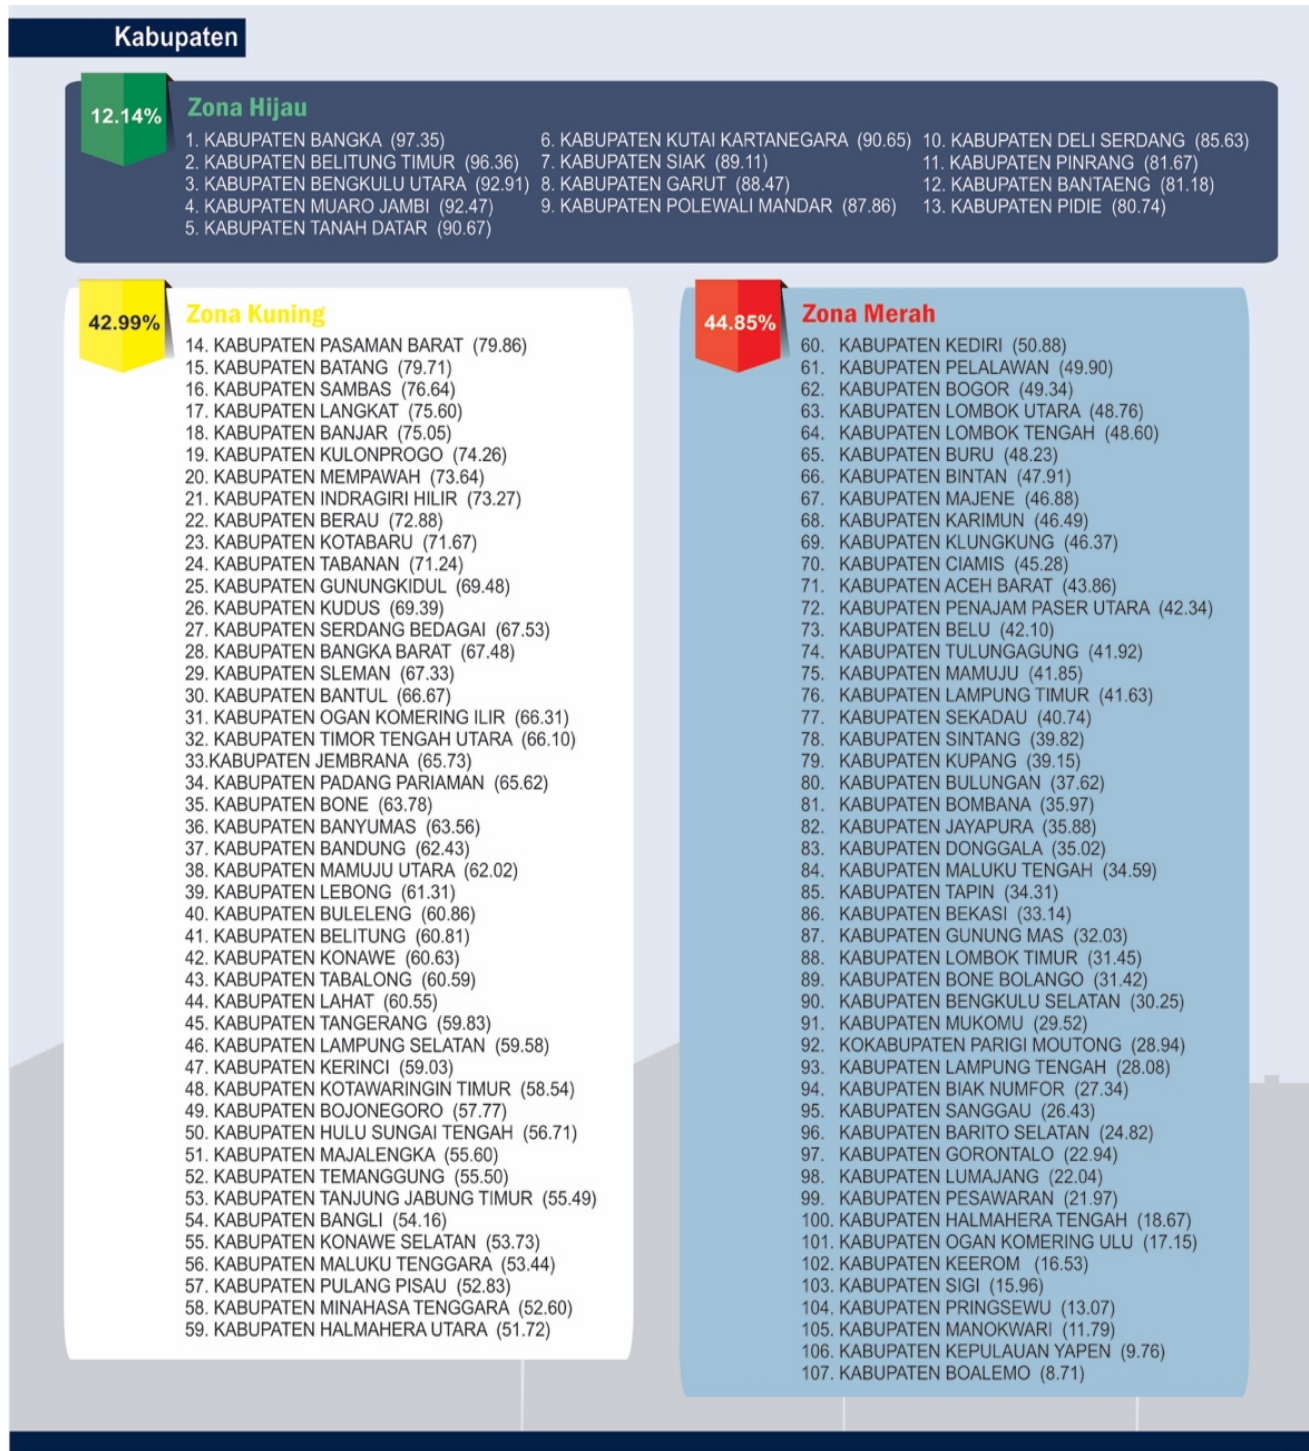 Kabupaten
12.14%
Zona Hijau
1. KABUPATEN BANGKA (97.35)
2. KABUPATEN BELITUNG TIMUR (96.36)
3. KABUPATEN BENGKULU UTARA (92.91)
4. KABUPATEN MUARO JAMBI (92.47)
5. KABUPATEN TANAH DATAR (90.67)
6. KABUPATEN KUTAI KARTANEGARA (90.65)
7. KABUPATEN SIAK (89.11)
8. KABUPATEN GARUT (88.47)
9. KABUPATEN POLEWALI MANDAR (87.86)
10. KABUPATEN DELI SERDANG (85.63)
11. KABUPATEN PINRANG (81.67)
12. KABUPATEN BANTAENG (81.18)
13. KABUPATEN PIDIE (80.74)
42.99%
Zona Kuning
14. KABUPATEN PASAMAN BARAT (79.86)
15. KABUPATEN BATANG (79.71)
16. KABUPATEN SAMBAS (76.64)
17. KABUPATEN LANGKAT (75.60)
18. KABUPATEN BANJAR (75.05)
19. KABUPATEN KULONPROGO (74.26)
20. KABUPATEN MEMPAWAH (73.64)
21. KABUPATEN INDRAGIRI HILIR (73.27)
22. KABUPATEN BERAU (72.88)
23. KABUPATEN KOTABARU (71.67)
24. KABUPATEN TABANAN (71.24)
25. KABUPATEN GUNUNGKIDUL (69.48)
26. KABUPATEN KUDUS (69.39)
27. KABUPATEN SERDANG BEDAGAI (67.53)
28. KABUPATEN BANGKA BARAT (67.48)
29. KABUPATEN SLEMAN (67.33)
30. KABUPATEN BANTUL (66.67)
31. KABUPATEN OGAN KOMERING ILIR (66.31)
32. KABUPATEN TIMOR TENGAH UTARA (66.10)
33.KABUPATEN JEMBRANA (65.73)
34. KABUPATEN PADANG PARIAMAN (65.62)
35. KABUPATEN BONE (63.78)
36. KABUPATEN BANYUMAS (63.56)
37. KABUPATEN BANDUNG (62.43)
38. KABUPATEN MAMUJU UTARA (62.02)
39. KABUPATEN LEBONG (61.31)
40. KABUPATEN BULELENG (60.86)
41. KABUPATEN BELITUNG (60.81)
42. KABUPATEN KONAWE (60.63)
43. KABUPATEN TABALONG (60.59)
44. KABUPATEN LAHAT (60.55)
45. KABUPATEN TANGERANG (59.83)
46. KABUPATEN LAMPUNG SELATAN (59.58)
47. KABUPATEN KERINCI (59.03)
48. KABUPATEN KOTAWARINGIN TIMUR (58.54)
49. KABUPATEN BOJONEGORO (57.77)
50. KABUPATEN HULU SUNGAI TENGAH (56.71)
51. KABUPATEN MAJALENGKA (55.60)
52. KABUPATEN TEMANGGUNG (55.50)
53. KABUPATEN TANJUNG JABUNG TIMUR (55.49)
54. KABUPATEN BANGLI (54.16)
55. KABUPATEN KONAWE SELATAN (53.73)
56. KABUPATEN MALUKU TENGGARA (53.44)
57. KABUPATEN PULANG PISAU (52.83)
58. KABUPATEN MINAHASA TENGGARA (52.60)
59. KABUPATEN HALMAHERA UTARA (51.72)
44.85%
Zona Merah
60. KABUPATEN KEDIRI (50.88)
61. KABUPATEN PELALAWAN (49.90)
62. KABUPATEN BOGOR (49.34)
63. KABUPATEN LOMBOK UTARA (48.76)
64. KABUPATEN LOMBOK TENGAH (48.60)
65. KABUPATEN BURU (48.23)
66. KABUPATEN BINTAN (47.91)
67. KABUPATEN MAJENE (46.88)
68. KABUPATEN KARIMUN (46.49)
69. KABUPATEN KLUNGKUNG (46.37)
70. KABUPATEN CIAMIS (45.28)
71. KABUPATEN ACEH BARAT (43.86)
72. KABUPATEN PENAJAM PASER UTARA (42.34)
73. KABUPATEN BELU (42.10)
74. KABUPATEN TULUNGAGUNG (41.92)
75. KABUPATEN MAMUJU (41.85)
76. KABUPATEN LAMPUNG TIMUR (41.63)
77. KABUPATEN SEKADAU (40.74)
78. KABUPATEN SINTANG (39.82)
79. KABUPATEN KUPANG (39.15)
80. KABUPATEN BULUNGAN (37.62)
81. KABUPATEN BOMBANA (35.97)
82. KABUPATEN JAYAPURA (35.88)
83. KABUPATEN DONGGALA (35.02)
84. KABUPATEN MALUKU TENGAH (34.59)
85. KABUPATEN TAPIN (34.31)
86. KABUPATEN BEKASI (33.14)
87. KABUPATEN GUNUNG MAS (32.03)
88. KABUPATEN LOMBOK TIMUR (31.45)
89. KABUPATEN BONE BOLANGO (31.42)
90. KABUPATEN BENGKULU SELATAN (30.25)
91. KABUPATEN MUKOMU (29.52)
92. KOKABUPATEN PARIGI MOUTONG (28.94)
93. KABUPATEN LAMPUNG TENGAH (28.08)
94. KABUPATEN BIAK NUMFOR (27.34)
95. KABUPATEN SANGGAU (26.43)
96. KABUPATEN BARITO SELATAN (24.82)
97. KABUPATEN GORONTALO (22.94)
98. KABUPATEN LUMAJANG (22.04)
99. KABUPATEN PESAWARAN (21.97)
100. KABUPATEN HALMAHERA TENGAH (18.67)
101. KABUPATEN OGAN KOMERING ULU (17.15)
102. KABUPATEN KEEROM (16.53)
103. KABUPATEN SIGI (15.96)
104. KABUPATEN PRINGSEWU (13.07)
105. KABUPATEN MANOKWARI (11.79)
106. KABUPATEN KEPULAUAN YAPEN (9.76)
107. KABUPATEN BOALEMO (8.71)